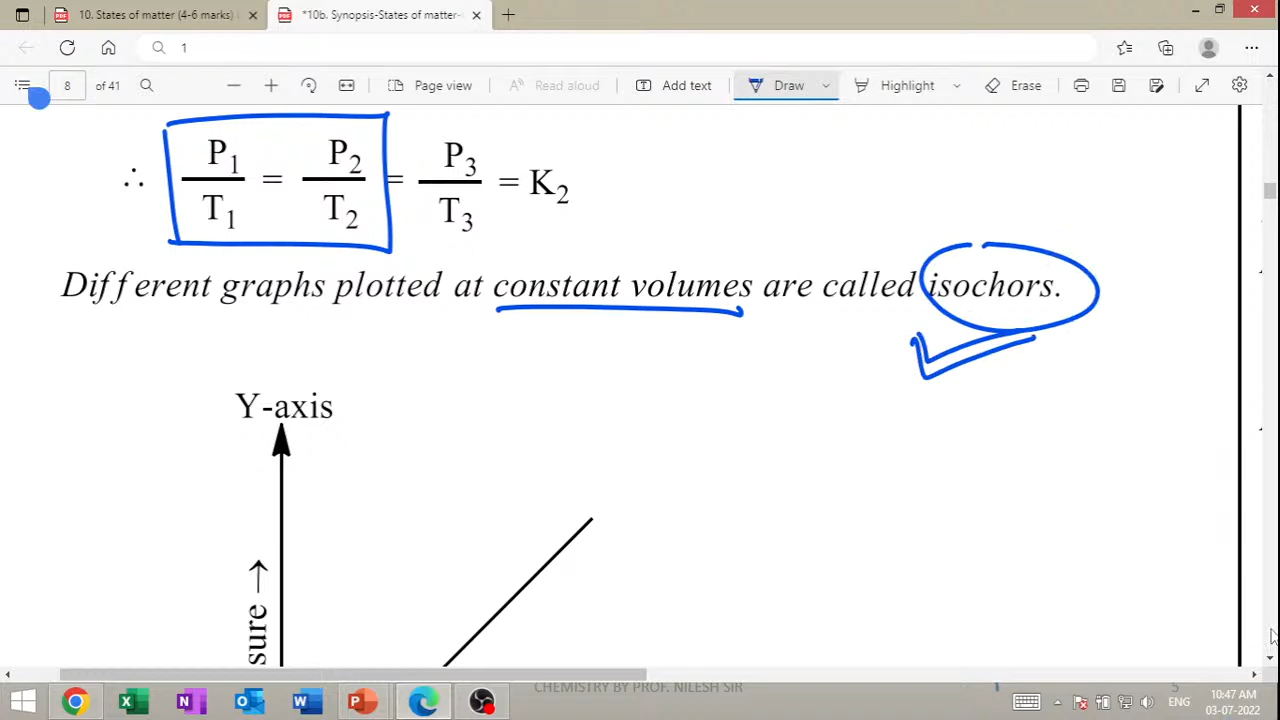 10. States of matter (4-6 marks)
*10b. Synopsis-States of matter-
1
8 of 41
Page view
Read aloud
Add text
Draw
Highlight
Erase
∴ P₁/T₁ = P₂/T₂ = P₃/T₃ = K₂
Different graphs plotted at constant volumes are called isochors.
Y-axis
sure →
CHEMISTRY BY PROF. NILESH SIR
5
ENG
10:47 AM
03-07-2022